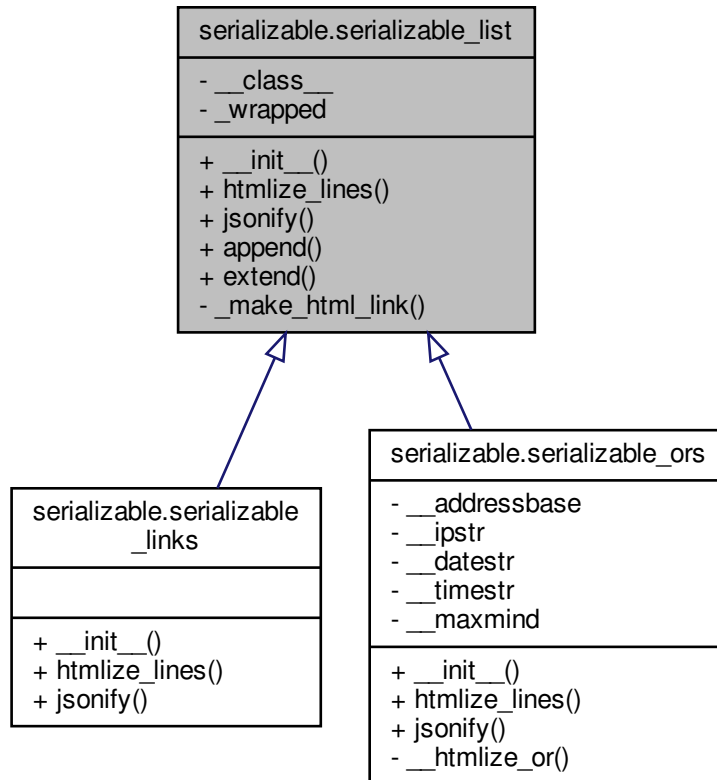 serializable.serializable_list
- __class__
- _wrapped
+ __init__()
+ htmlize_lines()
+ jsonify()
+ append()
+ extend()
- _make_html_link()
serializable.serializable
_links
+ __init__()
+ htmlize_lines()
+ jsonify()
serializable.serializable_ors
- __addressbase
- __ipstr
- __datestr
- __timestr
- __maxmind
+ __init__()
+ htmlize_lines()
+ jsonify()
- __htmlize_or()